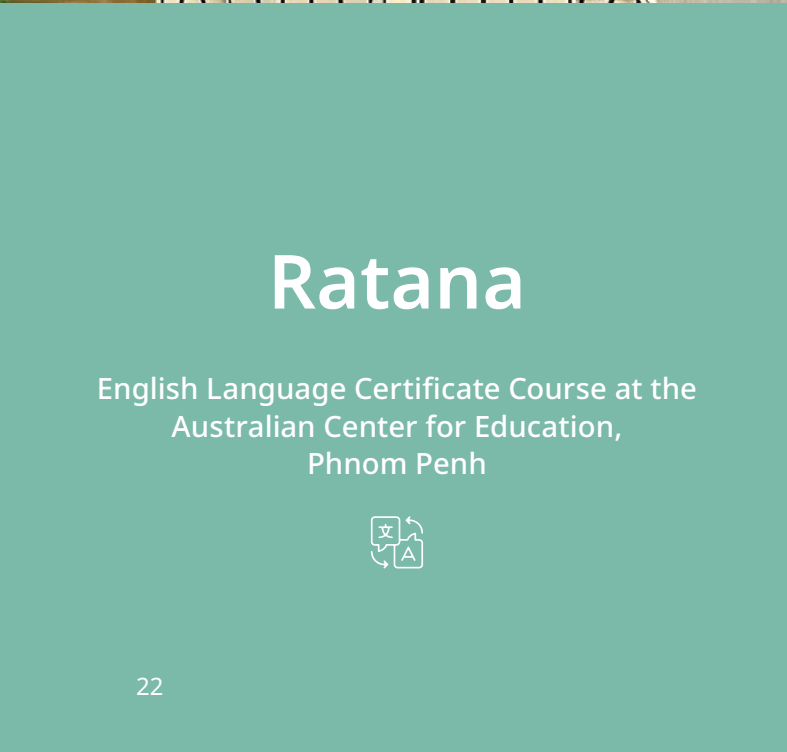 Ratana
English Language Certificate Course at the
Australian Center for Education,
Phnom Penh
文
A
22